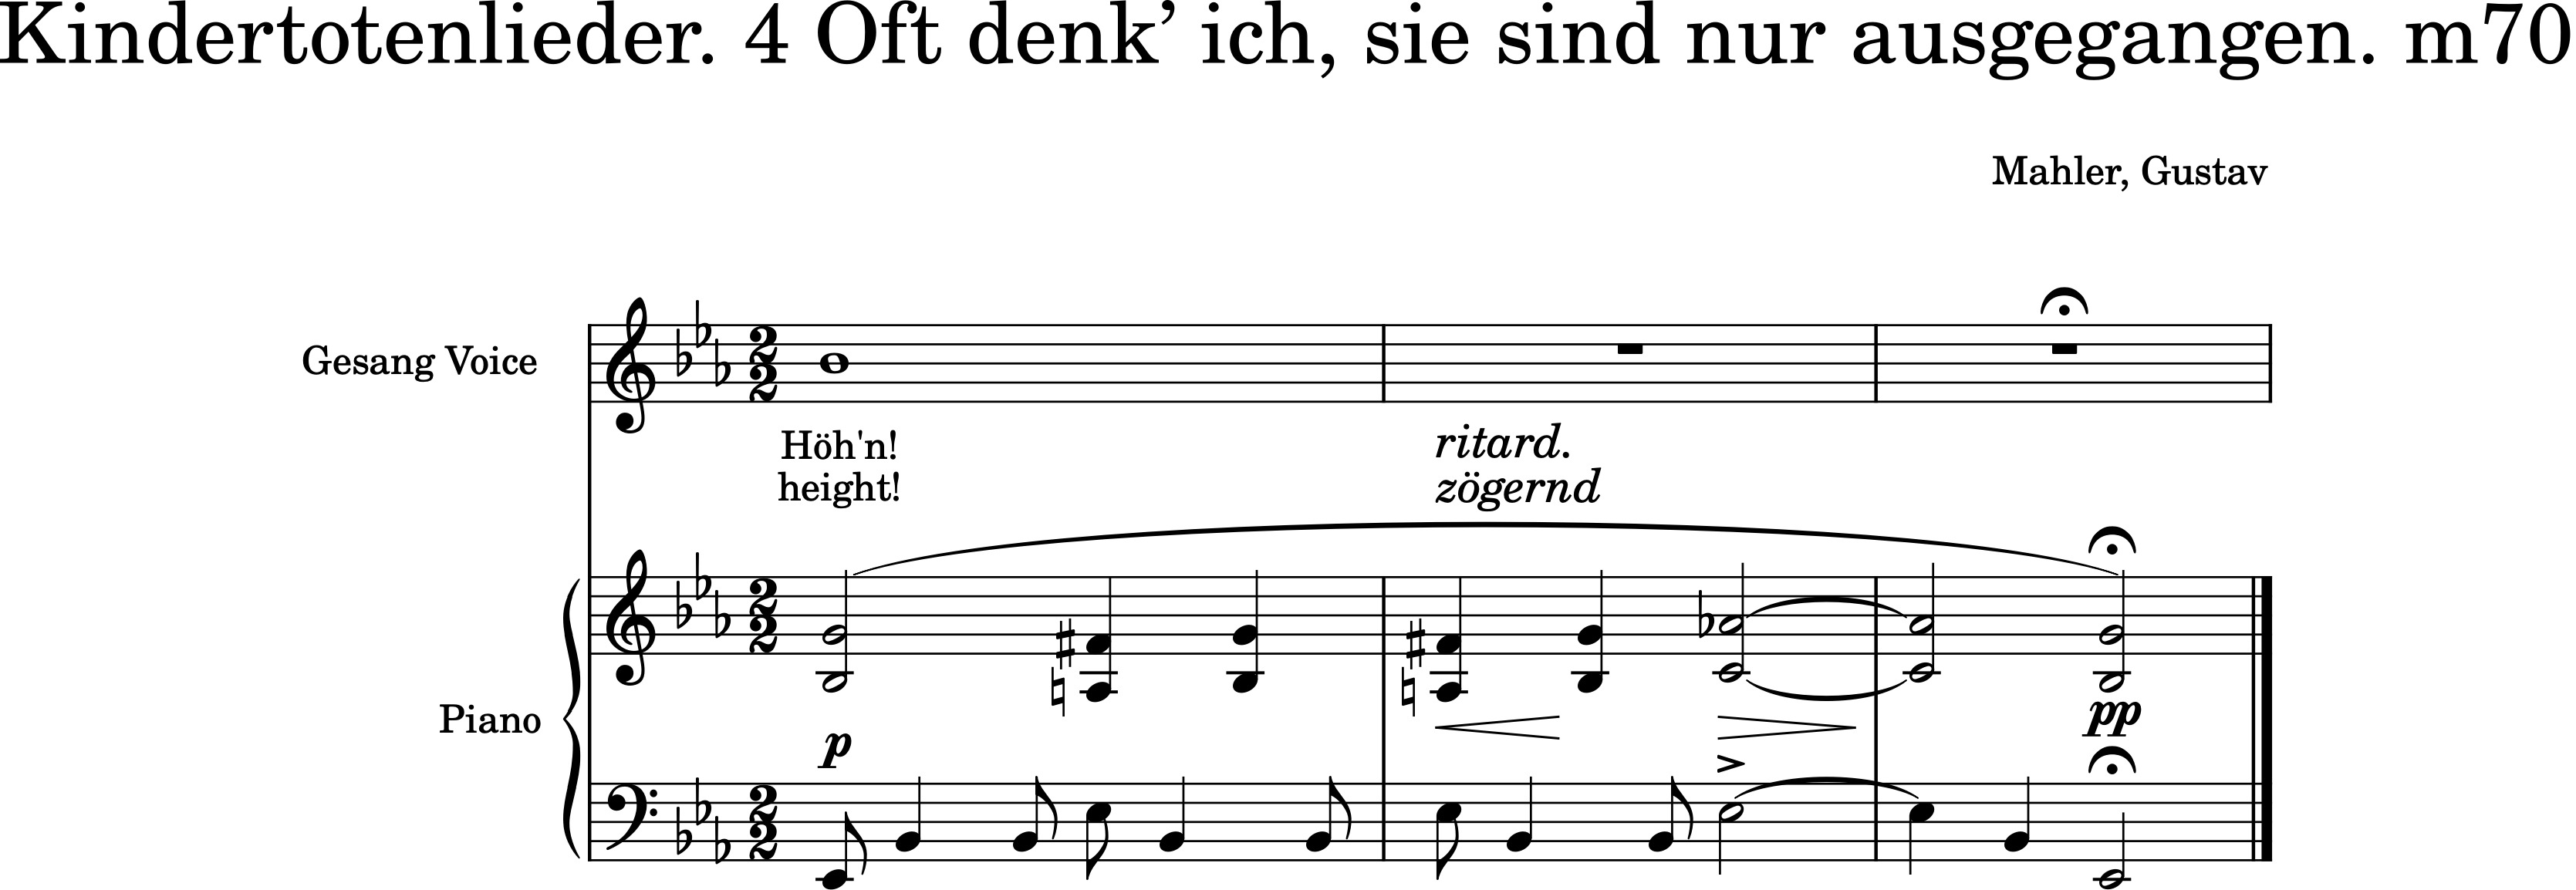 Kindertotenlieder. 4 Oft denk’ ich, sie sind nur ausgegangen. m70
Mahler, Gustav
Gesang Voice
Höh'n!
height!
ritard.
zögernd
Piano
p
pp